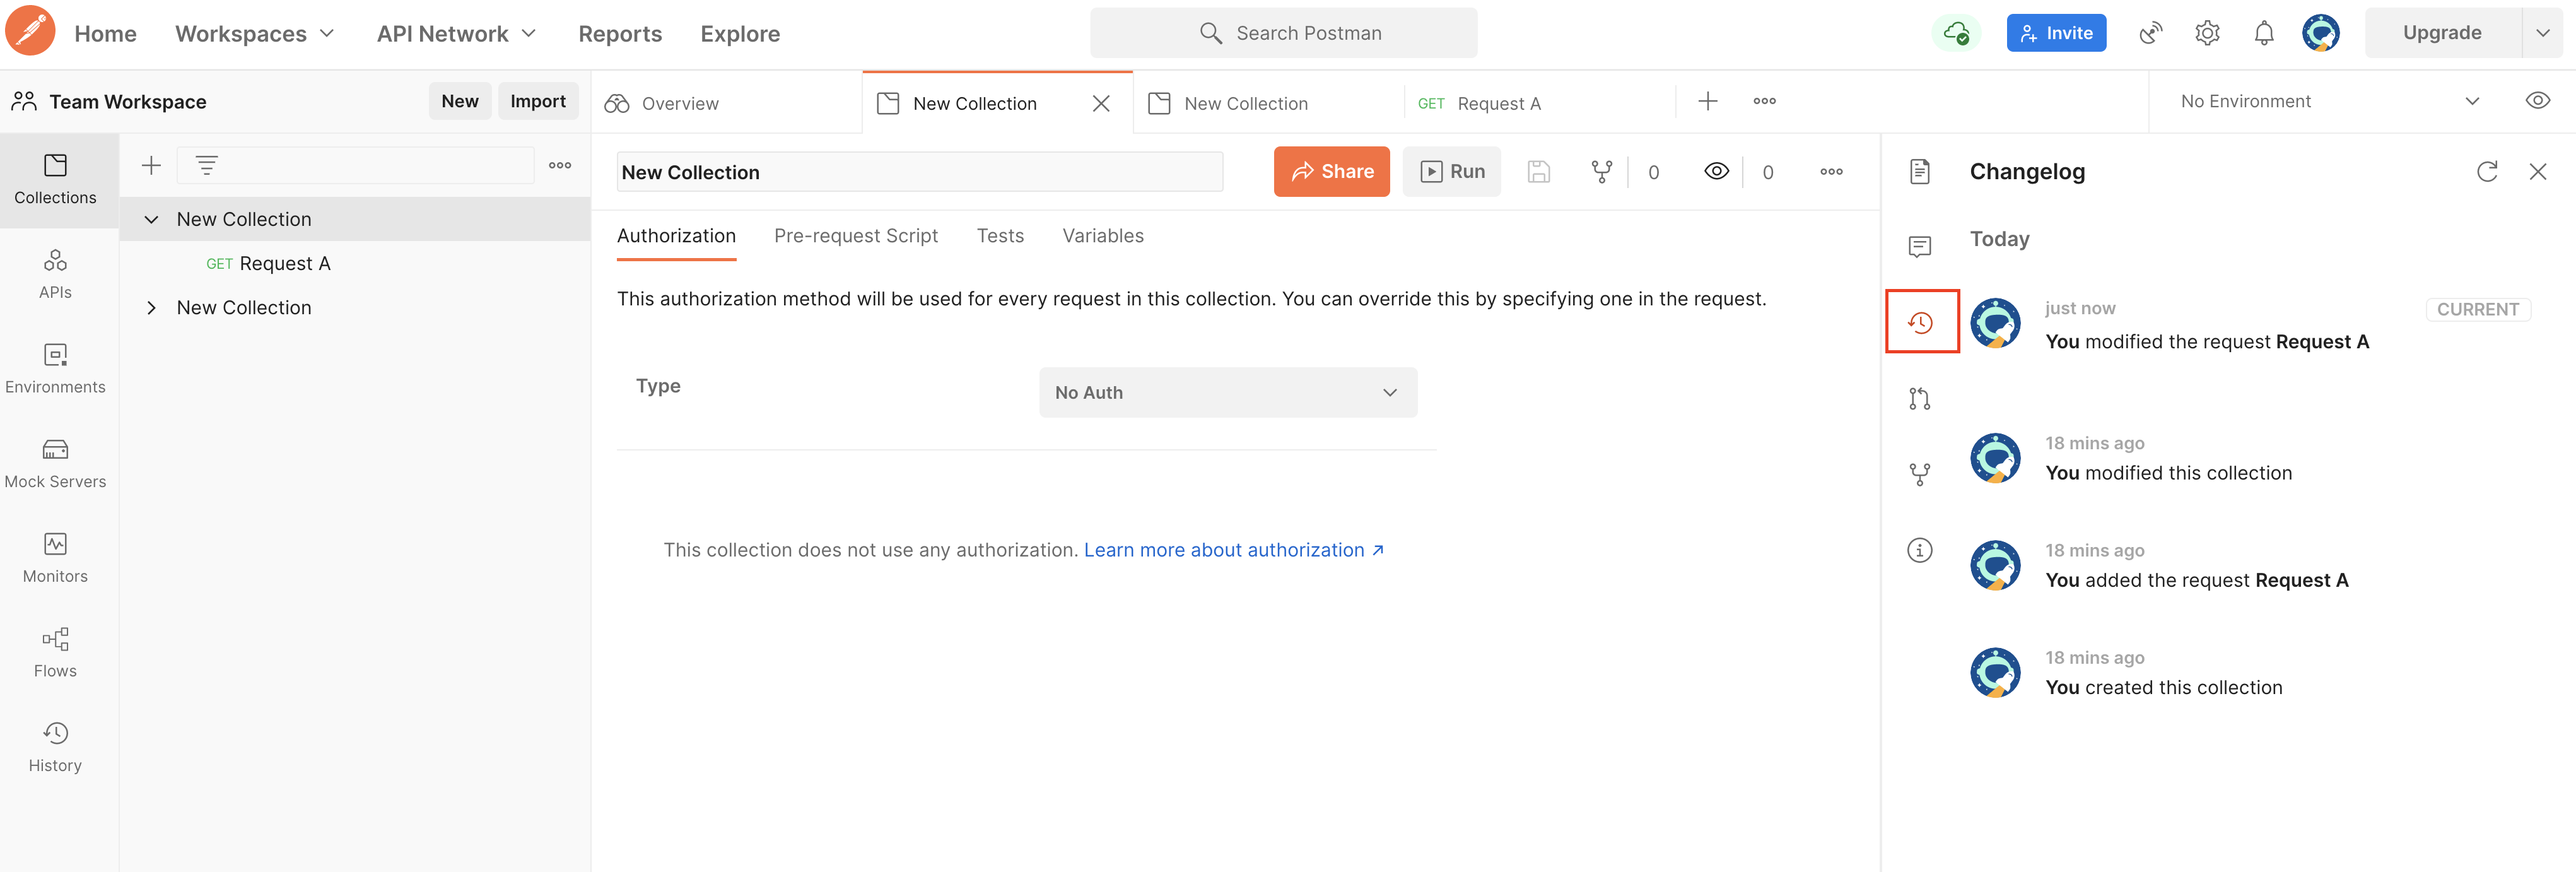 Home Workspaces API Network Reports Explore Search Postman Invite Upgrade
Team Workspace New Import Overview New Collection New Collection GET Request A No Environment
Collections
APIs
Environments
Mock Servers
Monitors
Flows
History
New Collection
GET Request A
New Collection
New Collection Share Run 0 0
Authorization Pre-request Script Tests Variables
This authorization method will be used for every request in this collection. You can override this by specifying one in the request.
Type No Auth
This collection does not use any authorization. Learn more about authorization ↗
Changelog
Today
just now CURRENT
You modified the request Request A
18 mins ago
You modified this collection
18 mins ago
You added the request Request A
18 mins ago
You created this collection